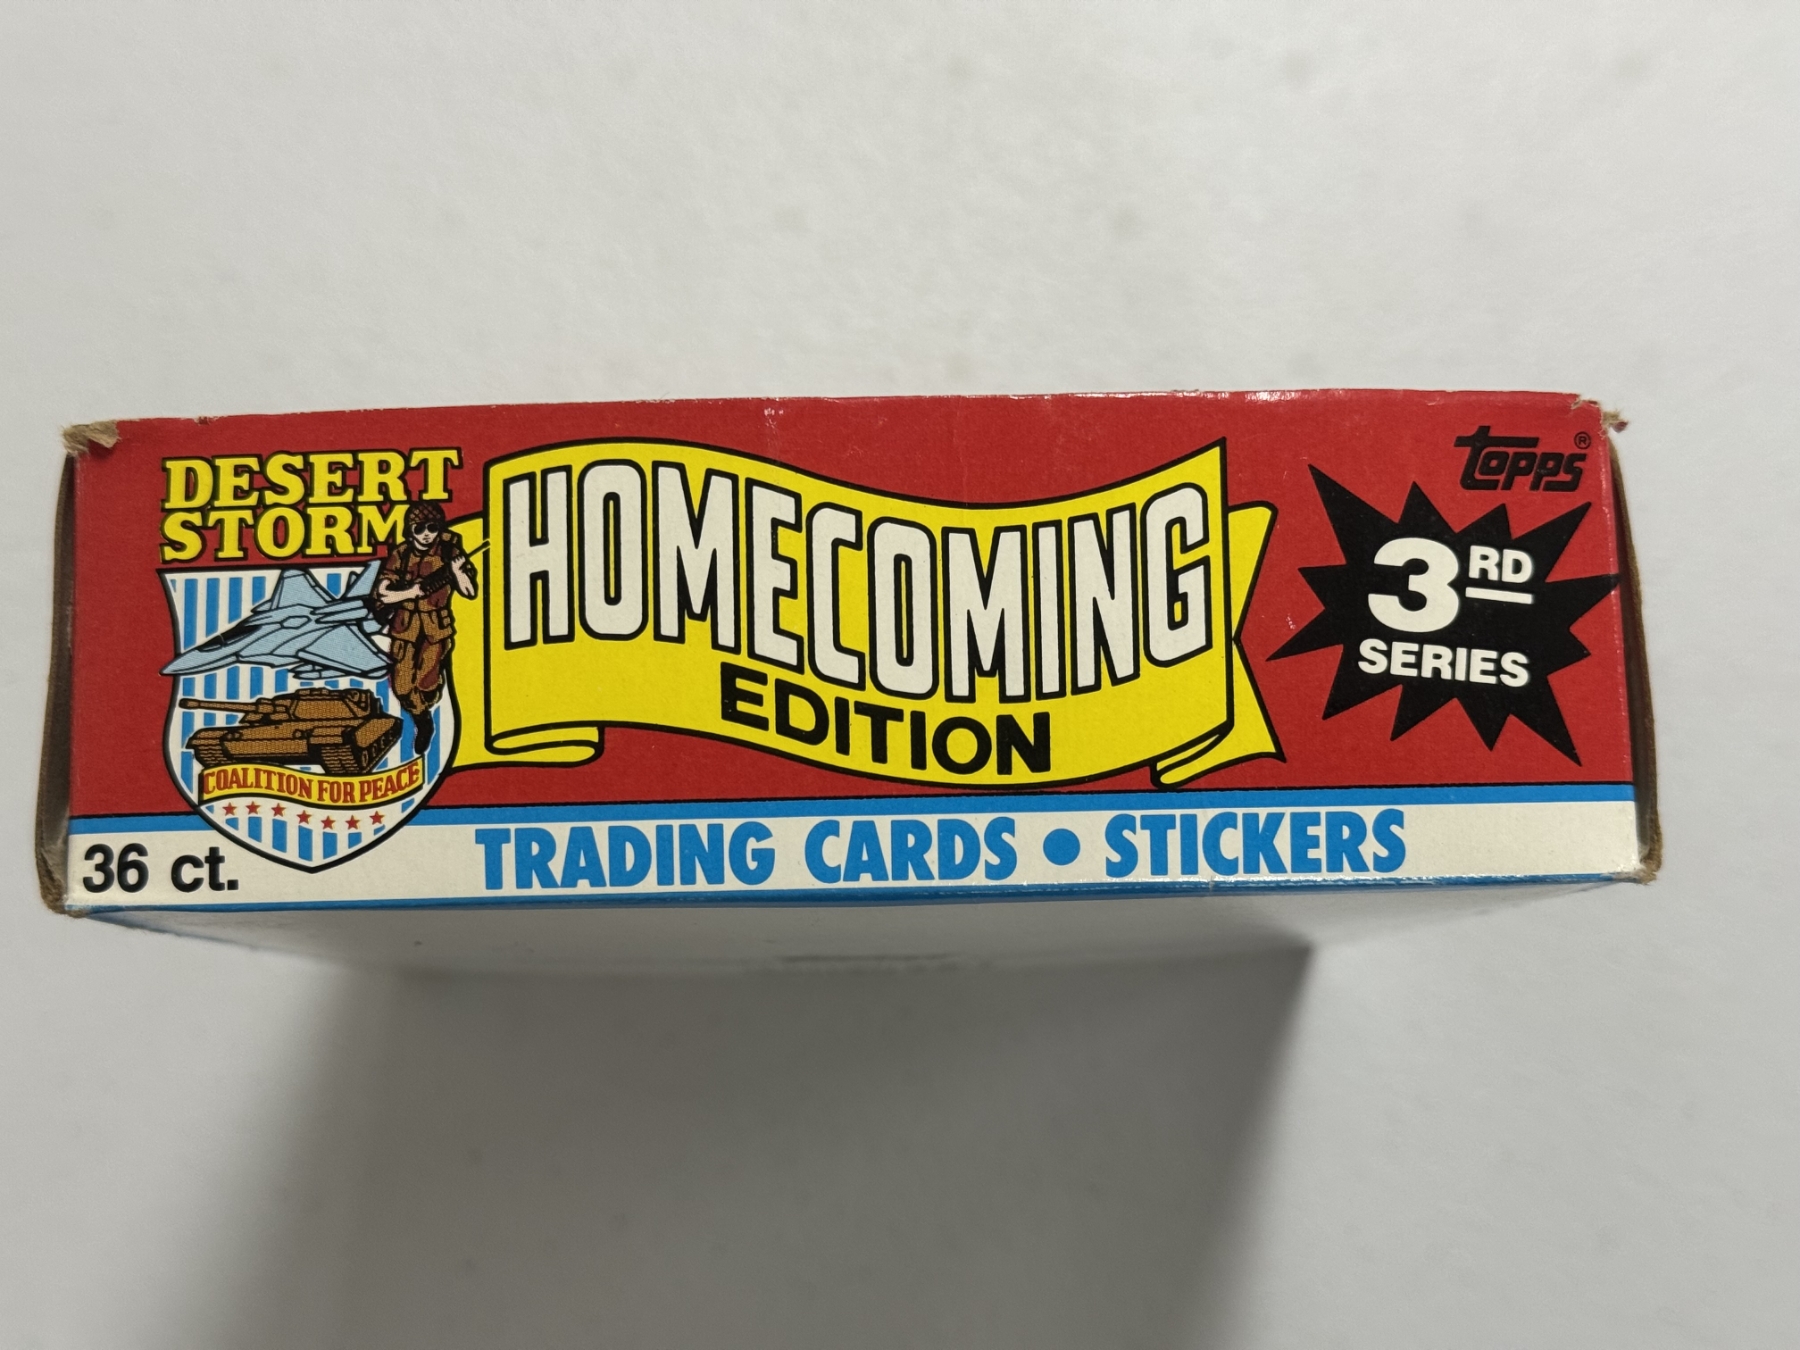 DESERT
STORM
HOMECOMING
EDITION
topps®
3RD
SERIES
COALITION FOR PEACE
36 ct.
TRADING CARDS • STICKERS